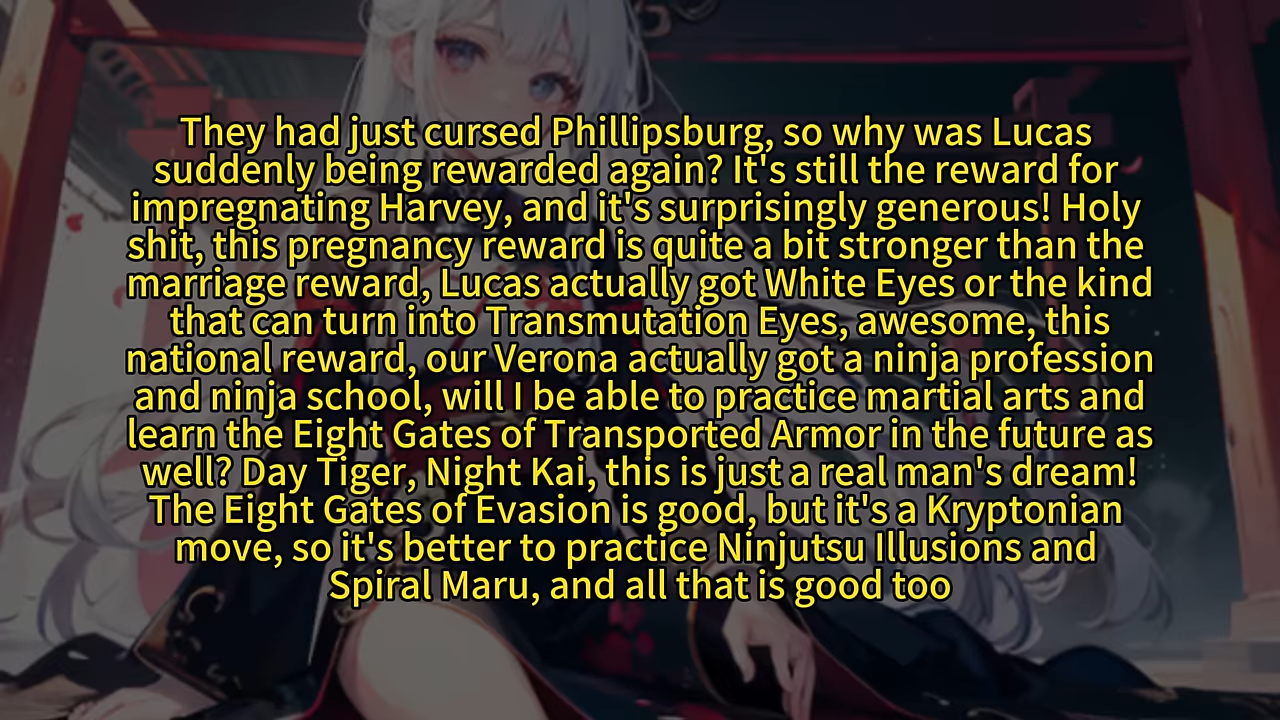 They had just cursed Phillipsburg, so why was Lucas
suddenly being rewarded again? It's still the reward for
impregnating Harvey, and it's surprisingly generous! Holy
shit, this pregnancy reward is quite a bit stronger than the
marriage reward, Lucas actually got White Eyes or the kind
that can turn into Transmutation Eyes, awesome, this
national reward, our Verona actually got a ninja profession
and ninja school, will I be able to practice martial arts and
learn the Eight Gates of Transported Armor in the future as
well? Day Tiger, Night Kai, this is just a real man's dream!
The Eight Gates of Evasion is good, but it's a Kryptonian
move, so it's better to practice Ninjutsu Illusions and
Spiral Maru, and all that is good too